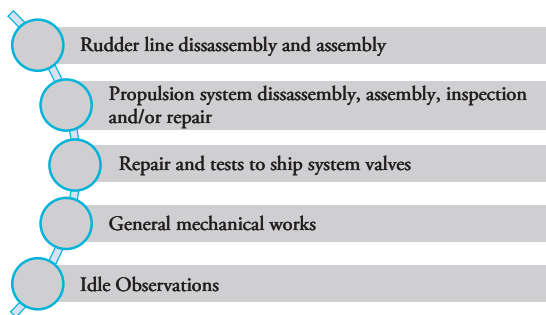 Rudder line dissassembly and assembly
Propulsion system dissassembly, assembly, inspection
and/or repair
Repair and tests to ship system valves
General mechanical works
Idle Observations